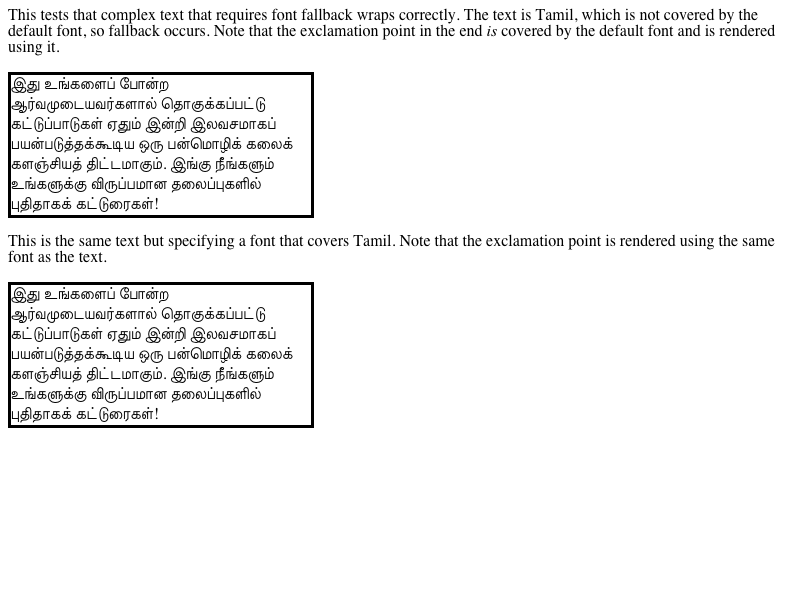 This tests that complex text that requires font fallback wraps correctly. The text is Tamil, which is not covered by the
default font, so fallback occurs. Note that the exclamation point in the end is covered by the default font and is rendered
using it.
இது உங்களைப் போன்ற
ஆர்வமுடையவர்களால் தொகுக்கப்பட்டு
கட்டுப்பாடுகள் ஏதும் இன்றி இலவசமாகப்
பயன்படுத்தக்கூடிய ஒரு பன்மொழிக் கலைக்
களஞ்சியத் திட்டமாகும். இங்கு நீங்களும்
உங்களுக்கு விருப்பமான தலைப்புகளில்
புதிதாகக் கட்டுரைகள்!
This is the same text but specifying a font that covers Tamil. Note that the exclamation point is rendered using the same
font as the text.
இது உங்களைப் போன்ற
ஆர்வமுடையவர்களால் தொகுக்கப்பட்டு
கட்டுப்பாடுகள் ஏதும் இன்றி இலவசமாகப்
பயன்படுத்தக்கூடிய ஒரு பன்மொழிக் கலைக்
களஞ்சியத் திட்டமாகும். இங்கு நீங்களும்
உங்களுக்கு விருப்பமான தலைப்புகளில்
புதிதாகக் கட்டுரைகள்!